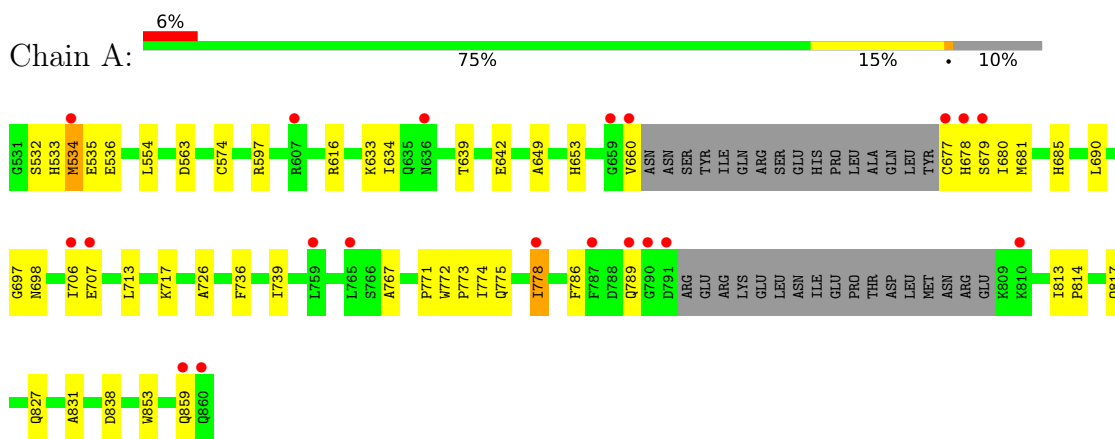 6%
Chain A:
75% 15% • 10%
G531 S532 H533 M534 E535 E536 L554 D563 C574 R597 R607 R616 K633 I634 Q635 N636 T639 E642 A649 H653 G659 V660 ASN ASN SER TYR ILE GLN ARG SER GLU HIS PRO LEU ALA GLN LEU TYR C677 H678 S679 I680 M681 H685 L690
G697 N698 I706 E707 L713 K717 A726 F736 I739 L759 L765 S766 A767 P771 W772 P773 I774 Q775 I778 F786 F787 D788 Q789 G790 D791 ARG GLU ARG LYS GLU LEU ASN ILE GLU PRO THR ASP LEU MET ASN ARG GLU K809 K810 I813 P814
Q827 A831 D838 W853 Q859 Q860